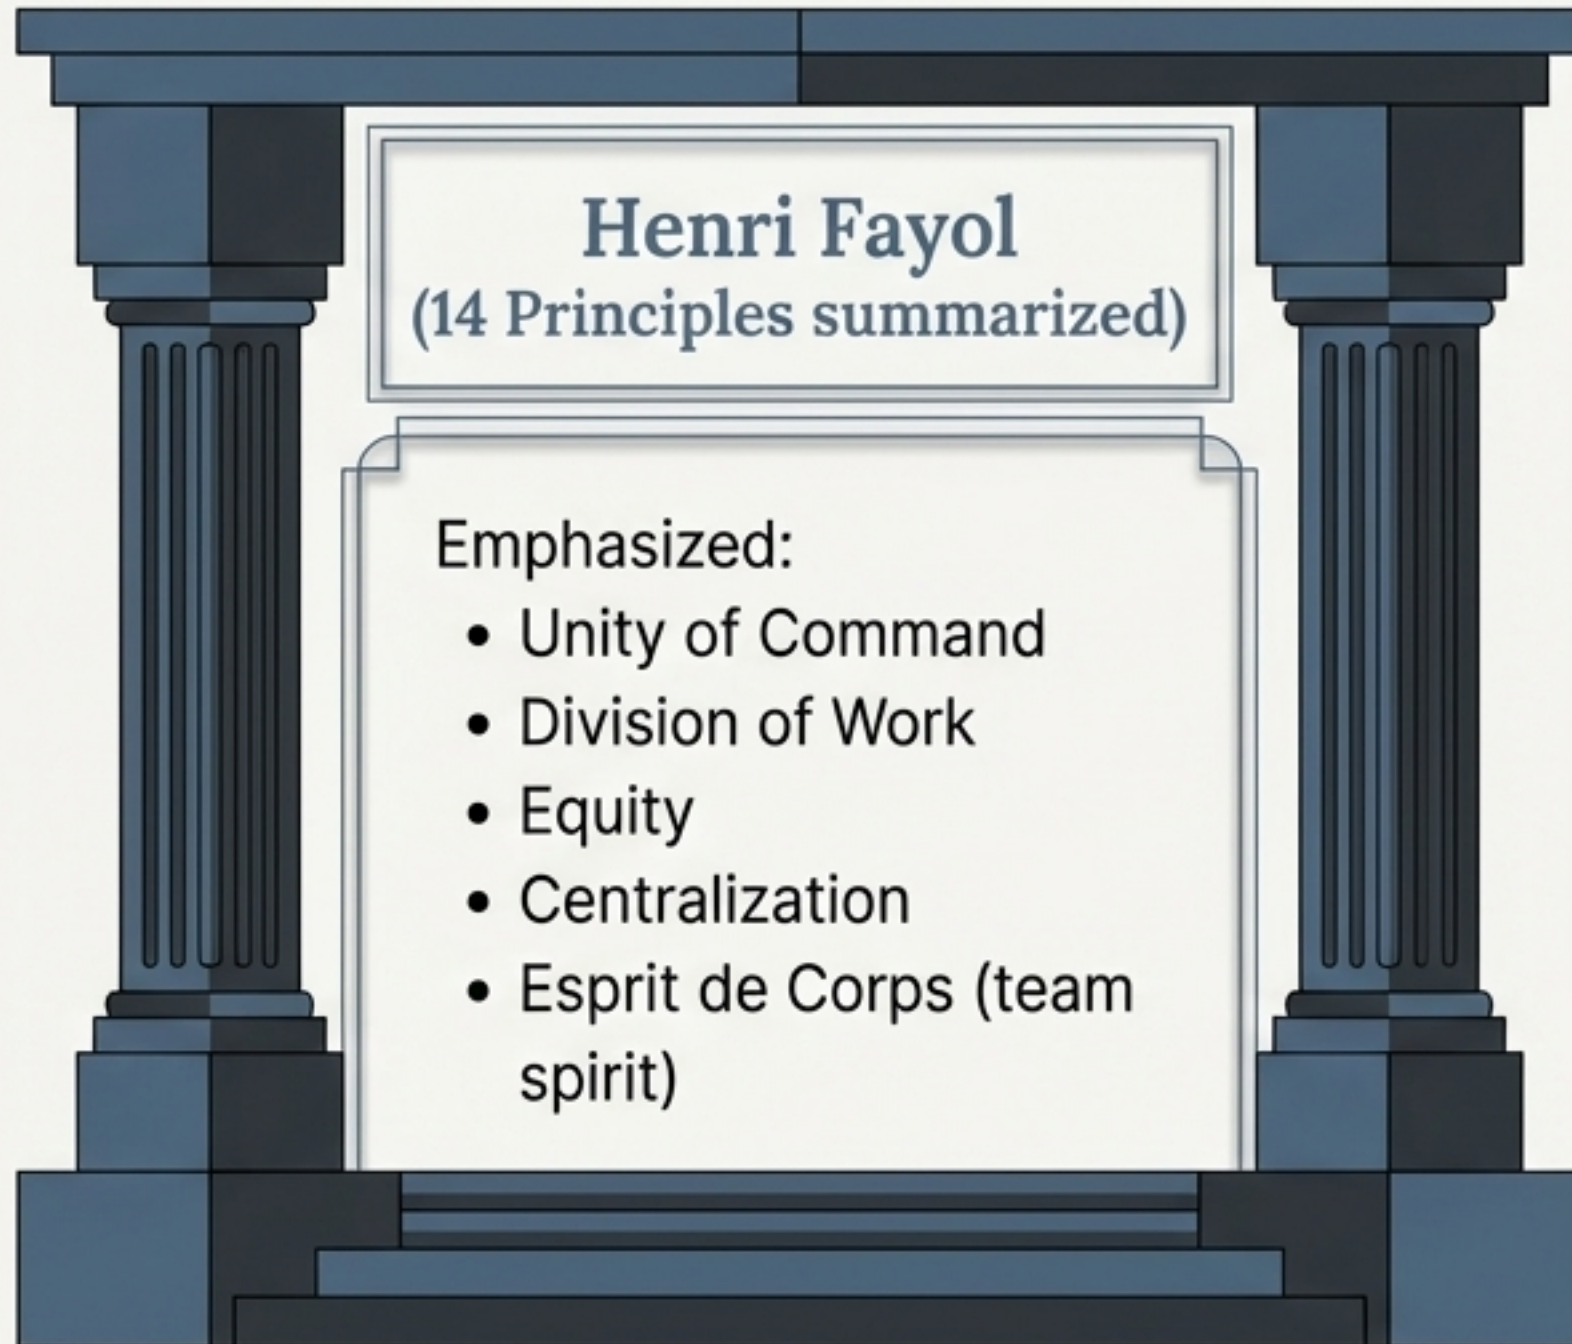 Henri Fayol
(14 Principles summarized)
Emphasized:
• Unity of Command
• Division of Work
• Equity
• Centralization
• Esprit de Corps (team
spirit)